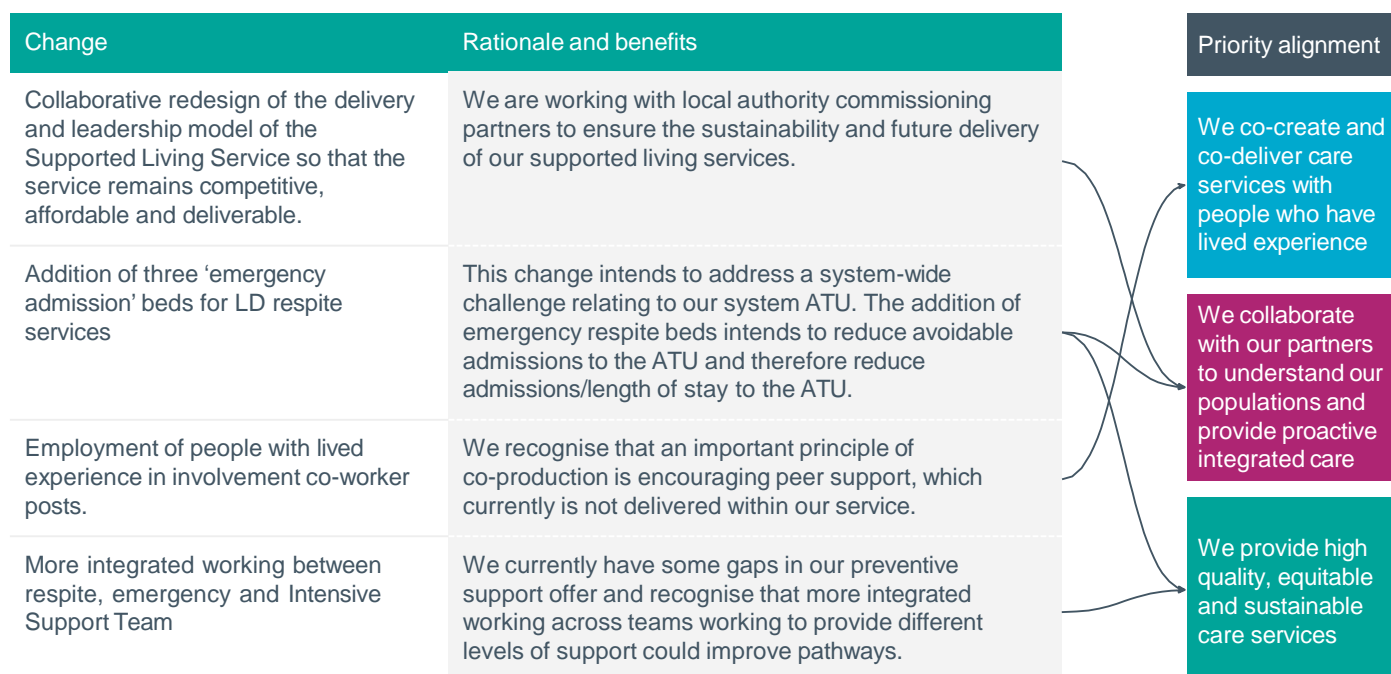 Change
Rationale and benefits
Priority alignment
Collaborative redesign of the delivery
and leadership model of the
Supported Living Service so that the
service remains competitive,
affordable and deliverable.
We are working with local authority commissioning
partners to ensure the sustainability and future delivery
of our supported living services.
Addition of three ‘emergency
admission’ beds for LD respite
services
This change intends to address a system-wide
challenge relating to our system ATU. The addition of
emergency respite beds intends to reduce avoidable
admissions to the ATU and therefore reduce
admissions/length of stay to the ATU.
Employment of people with lived
experience in involvement co-worker
posts.
We recognise that an important principle of
co-production is encouraging peer support, which
currently is not delivered within our service.
More integrated working between
respite, emergency and Intensive
Support Team
We currently have some gaps in our preventive
support offer and recognise that more integrated
working across teams working to provide different
levels of support could improve pathways.
We co-create and
co-deliver care
services with
people who have
lived experience
We collaborate
with our partners
to understand our
populations and
provide proactive
integrated care
We provide high
quality, equitable
and sustainable
care services